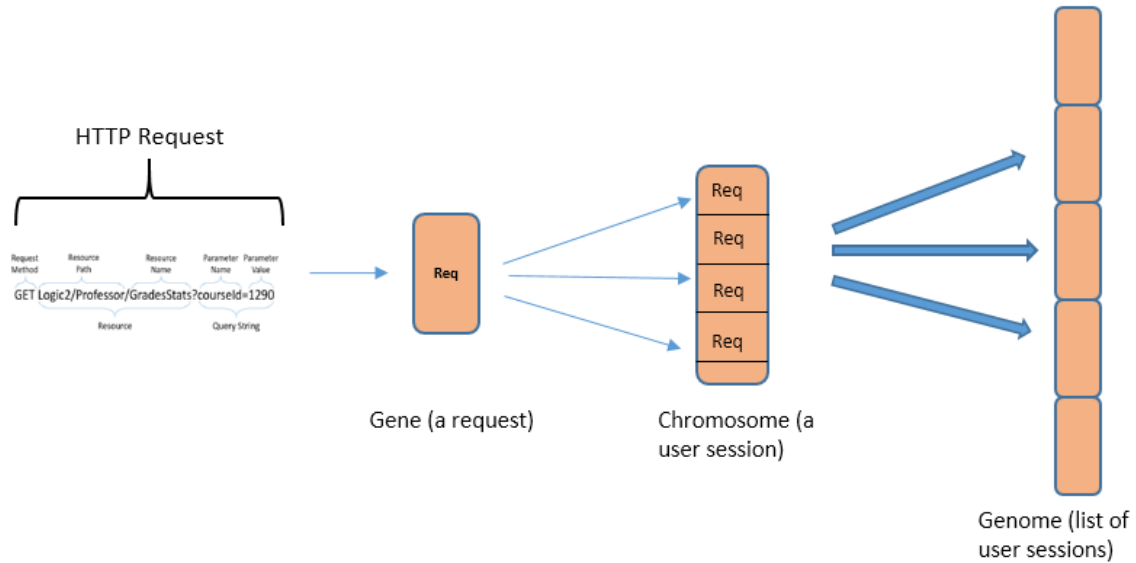 HTTP Request
Request Resource Resource Parameter Parameter
Method Path Name Name Value
GET Logic2/Professor/GradesStats?courseId=1290
Resource Query String
Req
Gene (a request)
Req
Req
Req
Req
Chromosome (a
user session)
Genome (list of
user sessions)